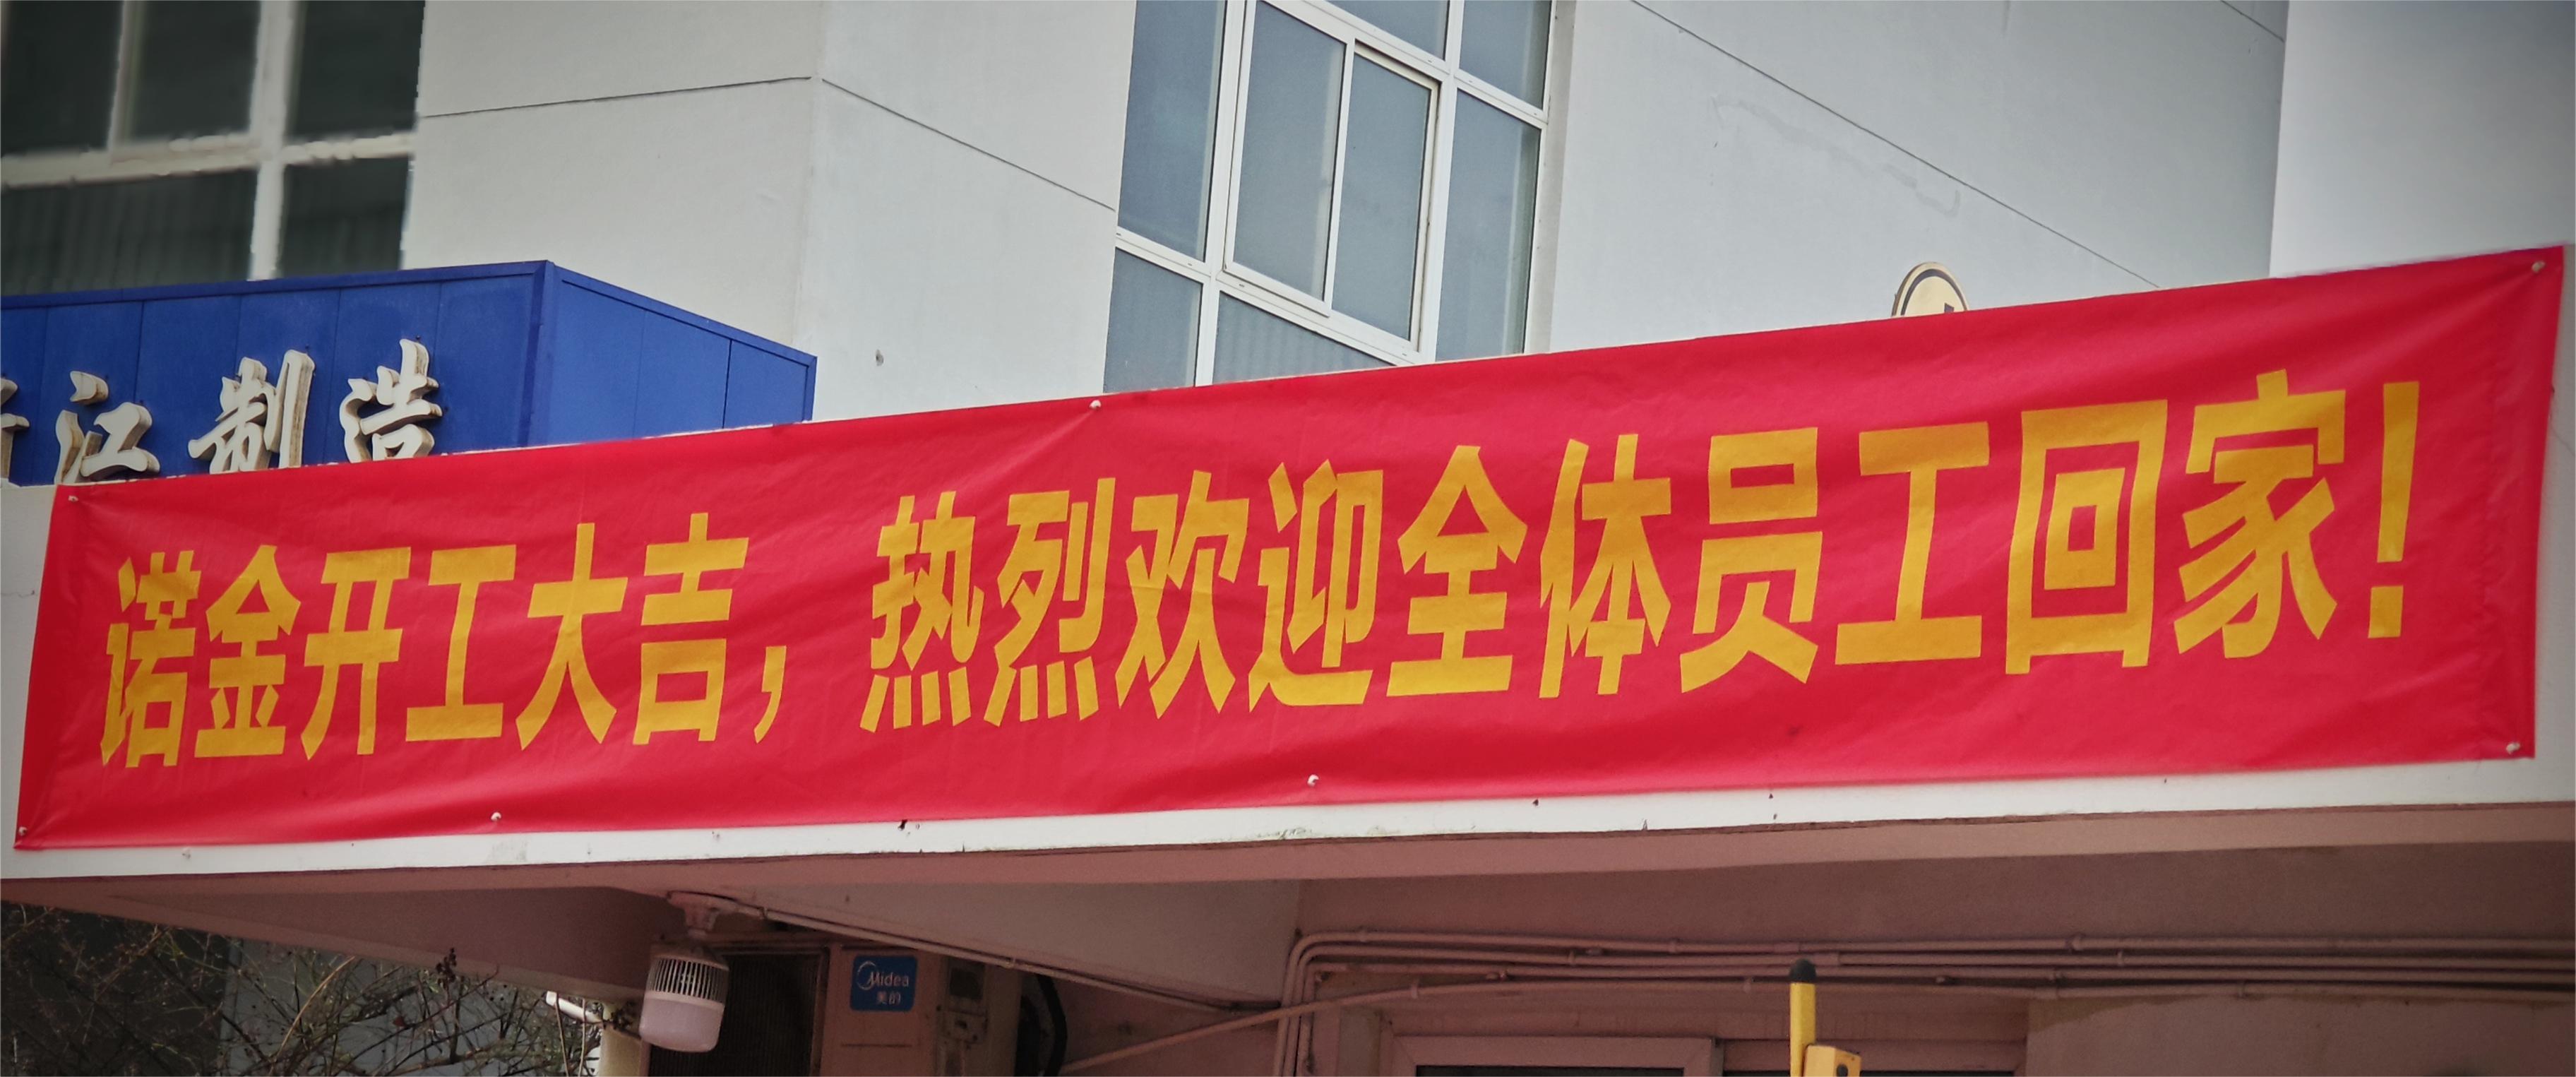 江制造
诺金开工大吉，热烈欢迎全体员工回家！
Midea
美的